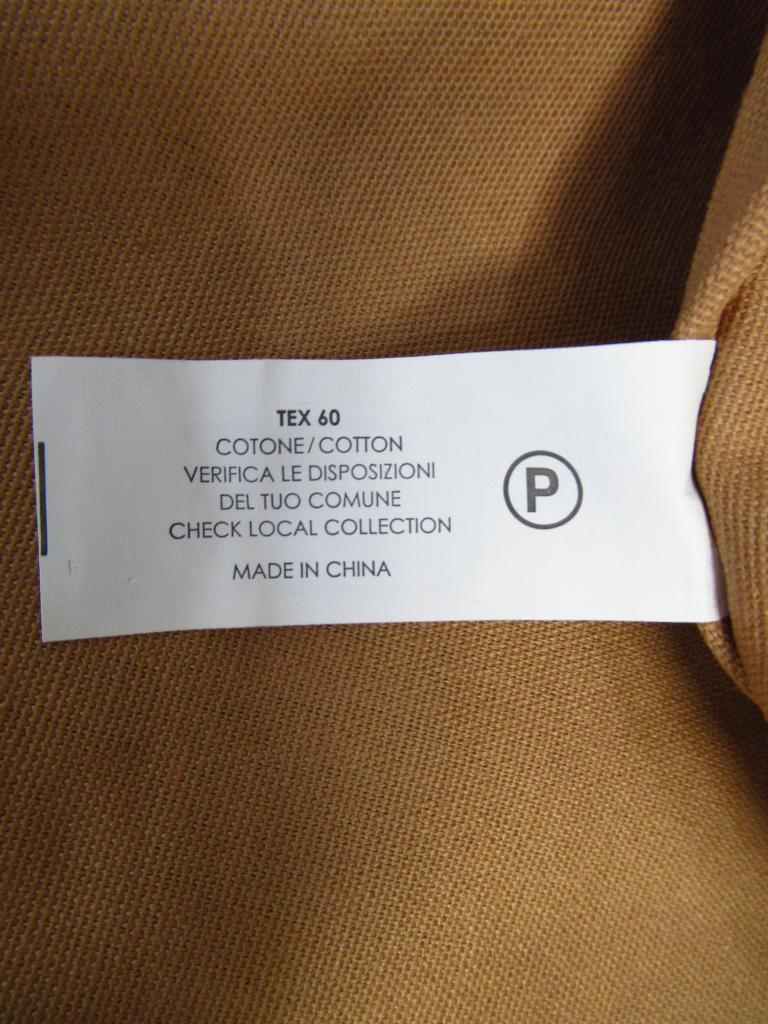 TEX 60
COTONE/COTTON
VERIFICA LE DISPOSIZIONI
DEL TUO COMUNE
CHECK LOCAL COLLECTION
MADE IN CHINA
P